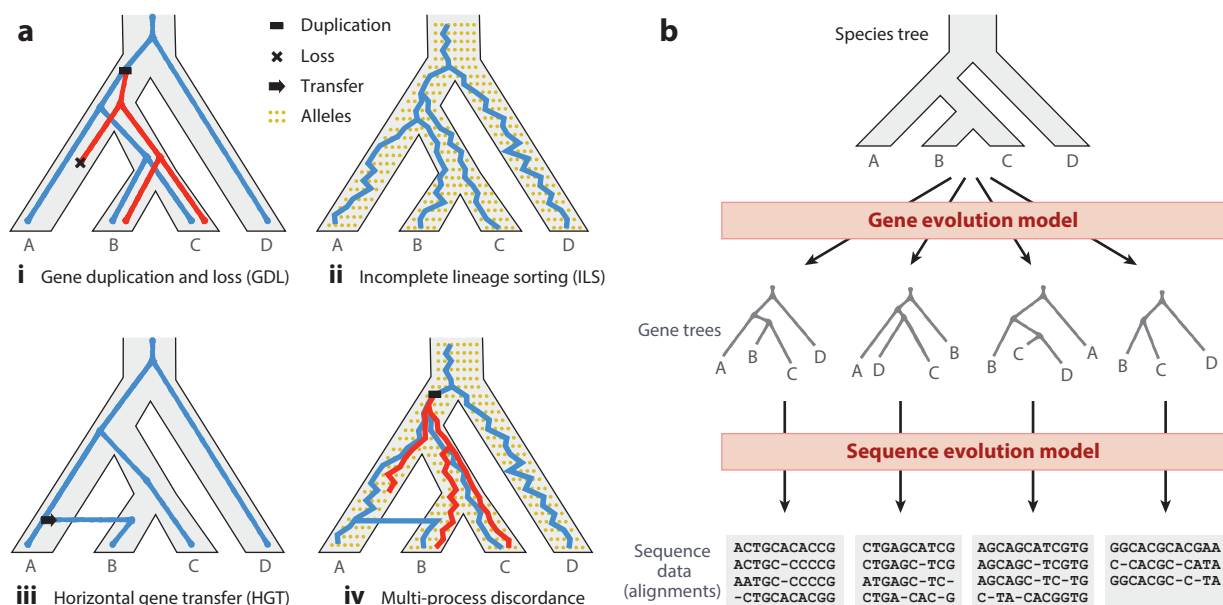 a
Duplication
Loss
Transfer
Alleles
A B C D
i Gene duplication and loss (GDL)
A B C D
ii Incomplete lineage sorting (ILS)
A B C D
iii Horizontal gene transfer (HGT)
A B C D
iv Multi-process discordance
b
Species tree
A B C D
Gene evolution model
Gene trees
A B C D
A D C B
B C D A
B C D
Sequence evolution model
Sequence
data
(alignments)
ACTGCACACCG
ACTGC-CCCCG
AATGC-CCCCG
-CTGCACACGG
CTGAGCATCG
CTGAGC-TCG
ATGAGC-TC-
CTGA-CAC-G
AGCAGCATCGTG
AGCAGC-TCGTG
AGCAGC-TC-TG
C-TA-CACGGTG
GGCACGCACGAA
C-CACGC-CATA
GGCACGC-C-TA